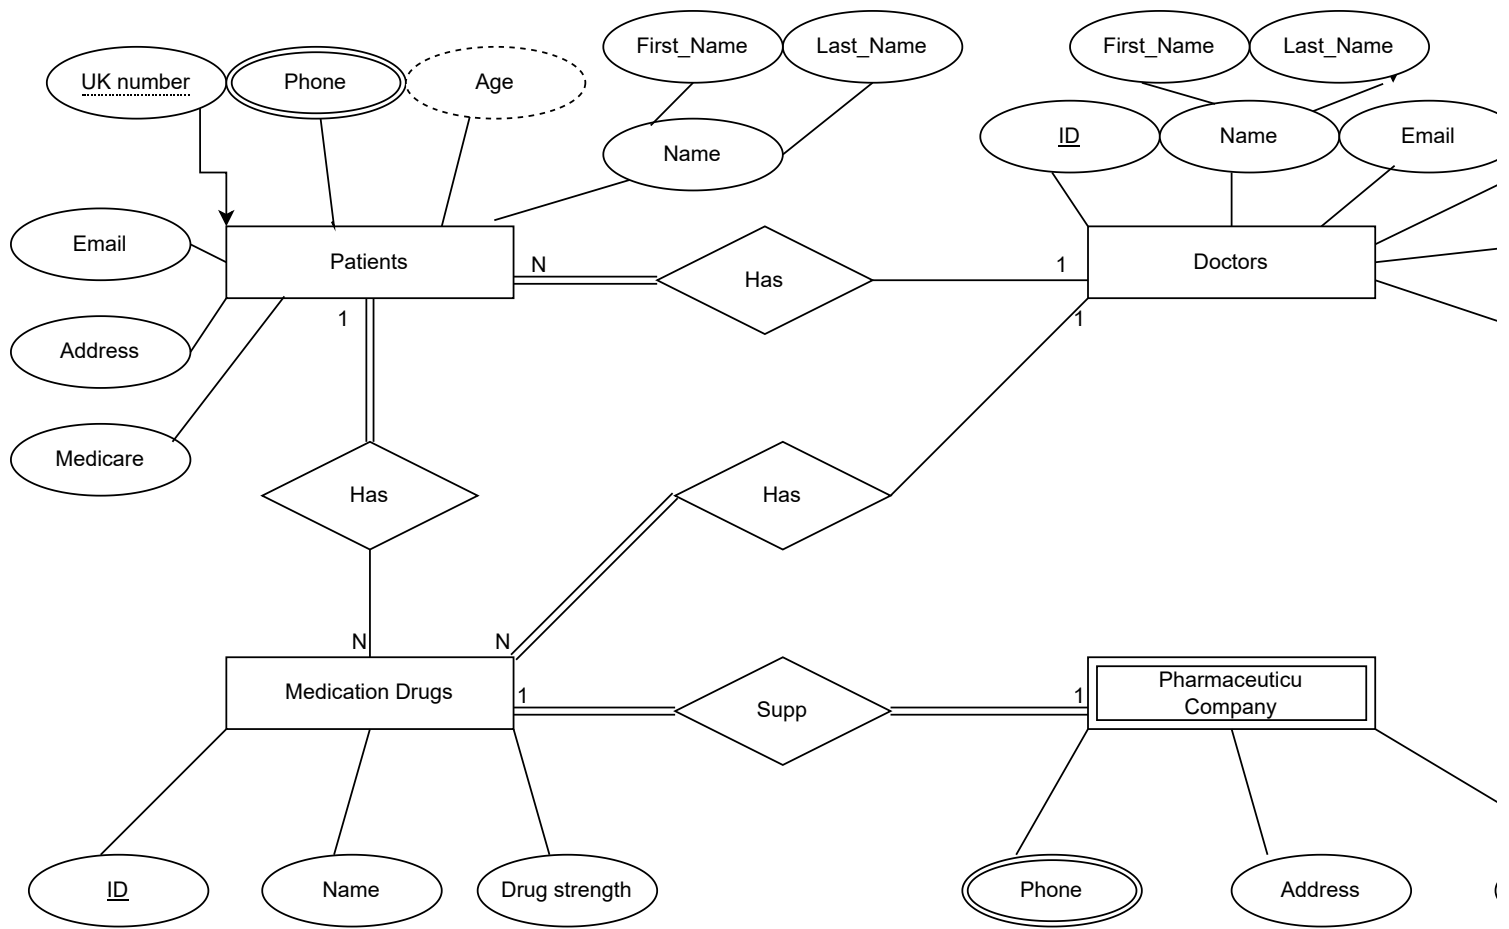 First_Name
Last_Name
First_Name
Last_Name
UK number
Phone
Age
ID
Name
Email
Name
Email
Patients
Doctors
N
Has
1
1
1
Address
Medicare
Has
Has
N
N
Medication Drugs
1
Supp
1
Pharmaceuticu
Company
ID
Name
Drug strength
Phone
Address